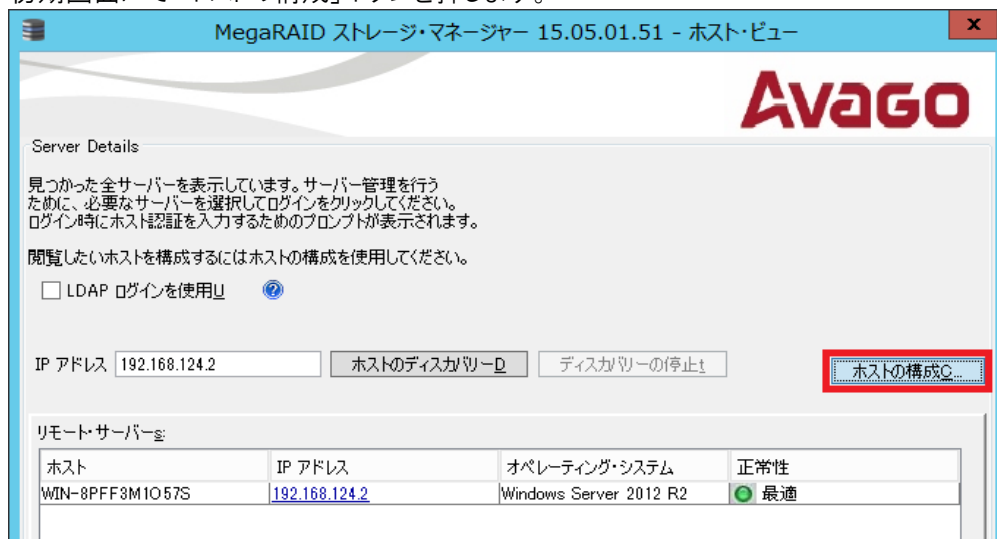 MegaRAID ストレージ・マネージャー 15.05.01.51 - ホスト・ビュー
x
AVAGO
Server Details
見つかった全サーバーを表示しています。サーバー管理を行う
ために、必要なサーバーを選択してログインをクリックしてください。
ログイン時にホスト認証を入力するためのプロンプトが表示されます。
閲覧したいホストを構成するにはホストの構成を使用してください。
LDAP ログインを使用U
?
IP アドレス 192.168.124.2 ホストのディスカバリーD ディスカバリーの停止t ホストの構成C...
リモート・サーバーs:
ホスト IP アドレス オペレーティング・システム 正常性
WIN-8PFF3M1O57S 192.168.124.2 Windows Server 2012 R2 最適